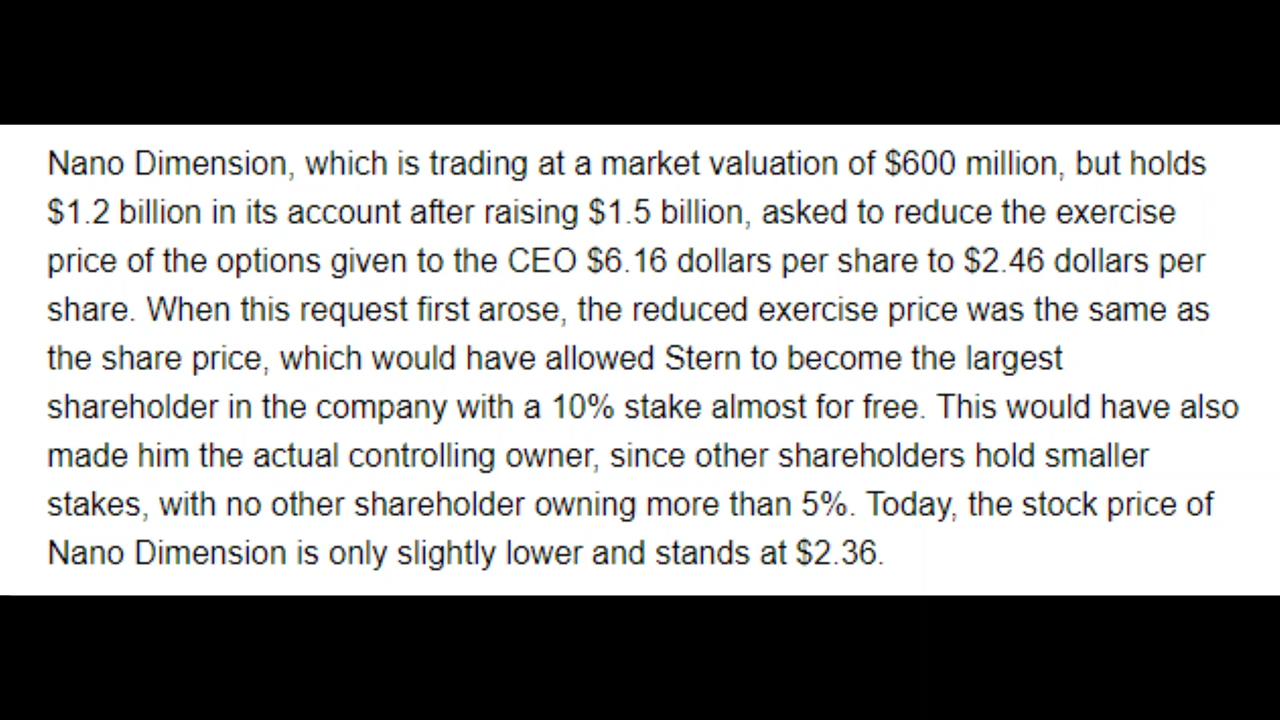 Nano Dimension, which is trading at a market valuation of $600 million, but holds
$1.2 billion in its account after raising $1.5 billion, asked to reduce the exercise
price of the options given to the CEO $6.16 dollars per share to $2.46 dollars per
share. When this request first arose, the reduced exercise price was the same as
the share price, which would have allowed Stern to become the largest
shareholder in the company with a 10% stake almost for free. This would have also
made him the actual controlling owner, since other shareholders hold smaller
stakes, with no other shareholder owning more than 5%. Today, the stock price of
Nano Dimension is only slightly lower and stands at $2.36.